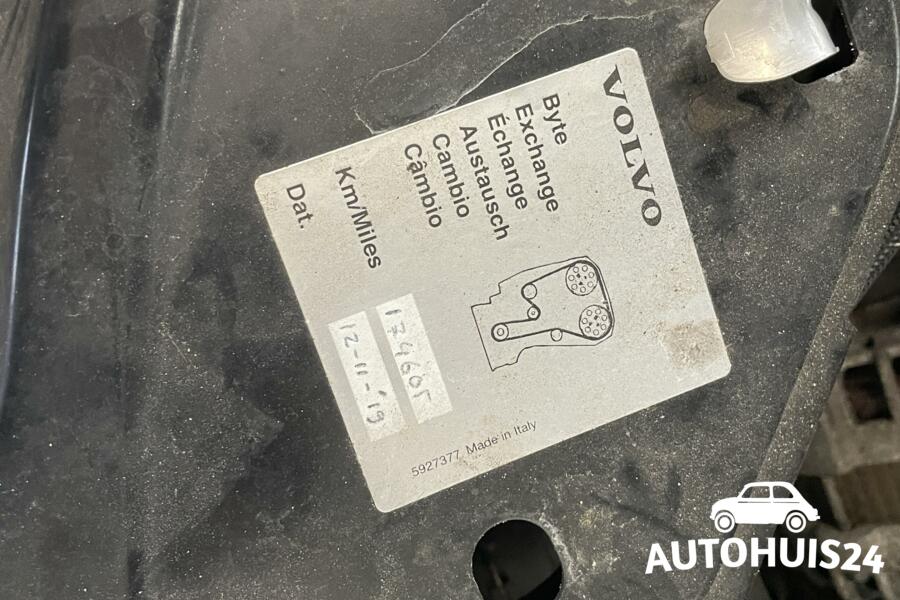 VOLVO
Byte
Exchange
Échange
Austausch
Cambio
Câmbio
Km/Miles 174605
Dat. 12-11-'19
5927377 Made in Italy
AUTOHUIS24